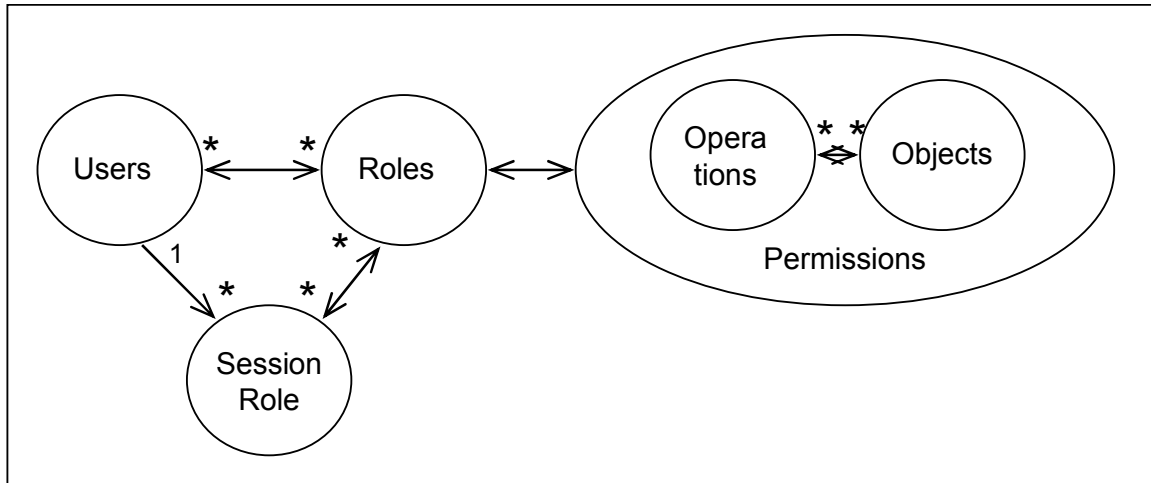 * *
Users
Roles
* *
Opera
tions
Objects
Permissions
1
*
* *
Session
Role